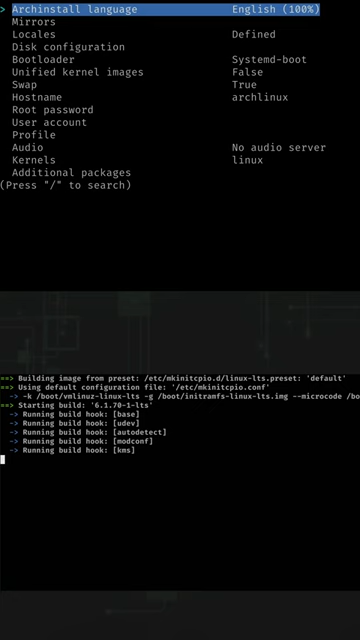 > Archinstall language English (100%)
Mirrors
Locales Defined
Disk configuration
Bootloader Systemd-boot
Unified kernel images False
Swap True
Hostname archlinux
Root password
User account
Profile
Audio No audio server
Kernels linux
Additional packages
(Press "/" to search)
==> Building image from preset: /etc/mkinitcpio.d/linux-lts.preset: 'default'
==> Using default configuration file: '/etc/mkinitcpio.conf'
-> -k /boot/vmlinuz-linux-lts -g /boot/initramfs-linux-lts.img --microcode /bo
==> Starting build: '6.1.70-1-lts'
-> Running build hook: [base]
-> Running build hook: [udev]
-> Running build hook: [autodetect]
-> Running build hook: [modconf]
-> Running build hook: [kms]